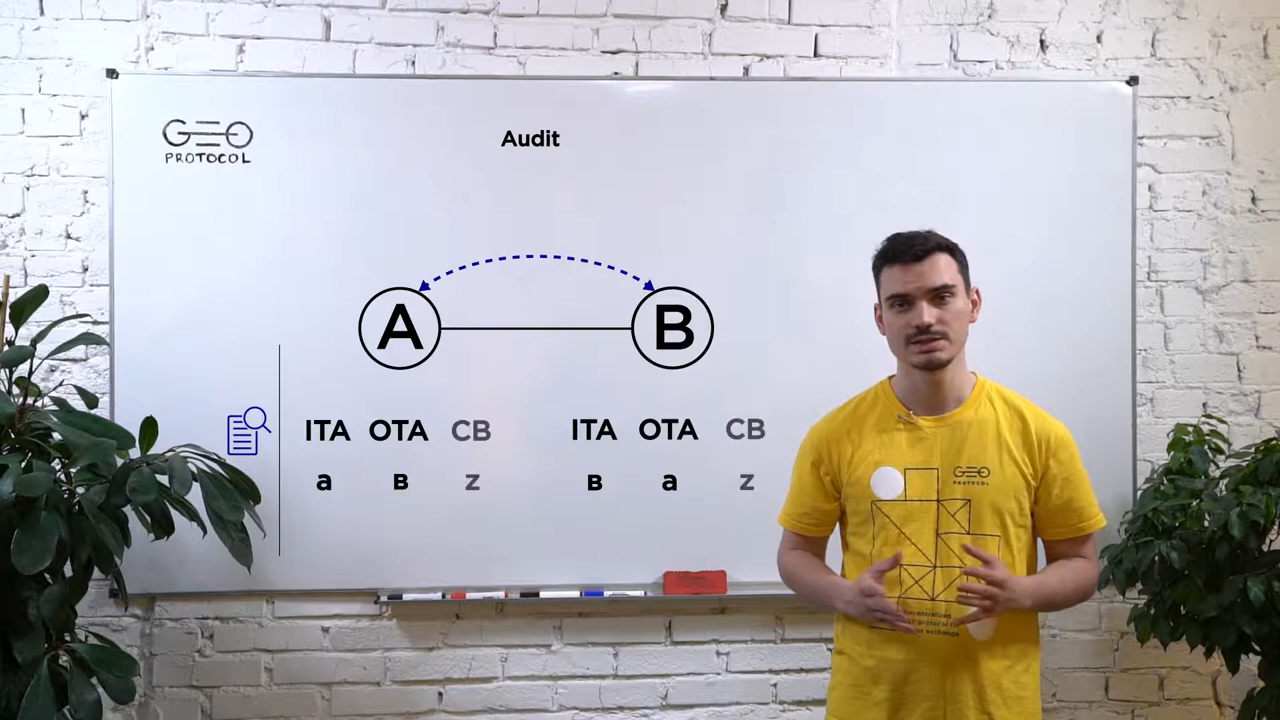 GEO
PROTOCOL
Audit
A B
ITA OTA CB ITA OTA CB
a в z в a z
GEO
PROTOCOL